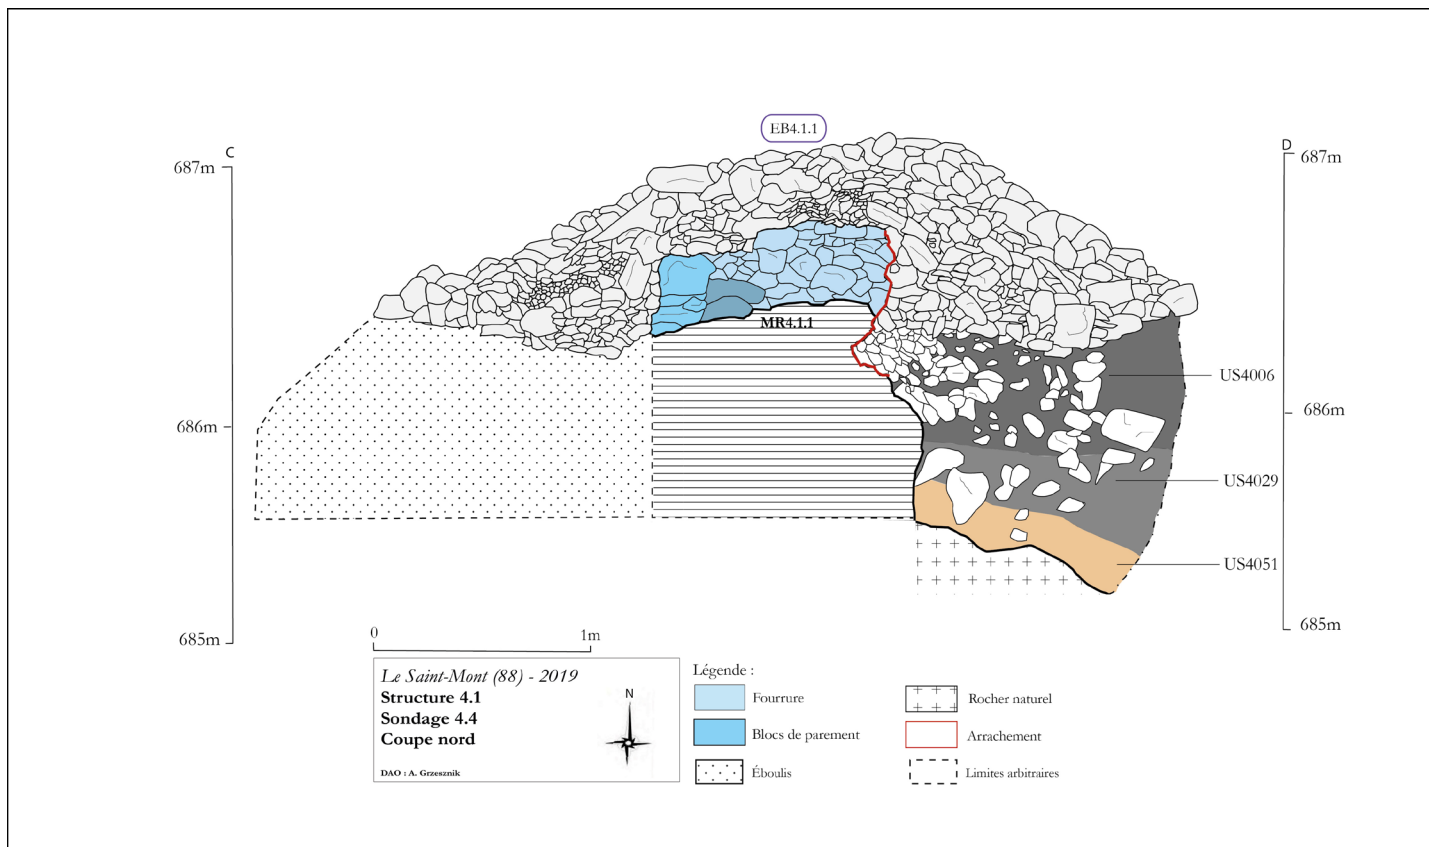 EB4.1.1
C
D
687m
687m
MR4.1.1
US4006
686m
686m
US4029
US4051
685m
685m
0
1m
Le Saint-Mont (88) - 2019
Structure 4.1
Sondage 4.4
Coupe nord
DAO : A. Grzesznik
N
Légende :
Fourrure
Blocs de parement
Éboulis
Rocher naturel
Arrachement
Limites arbitraires